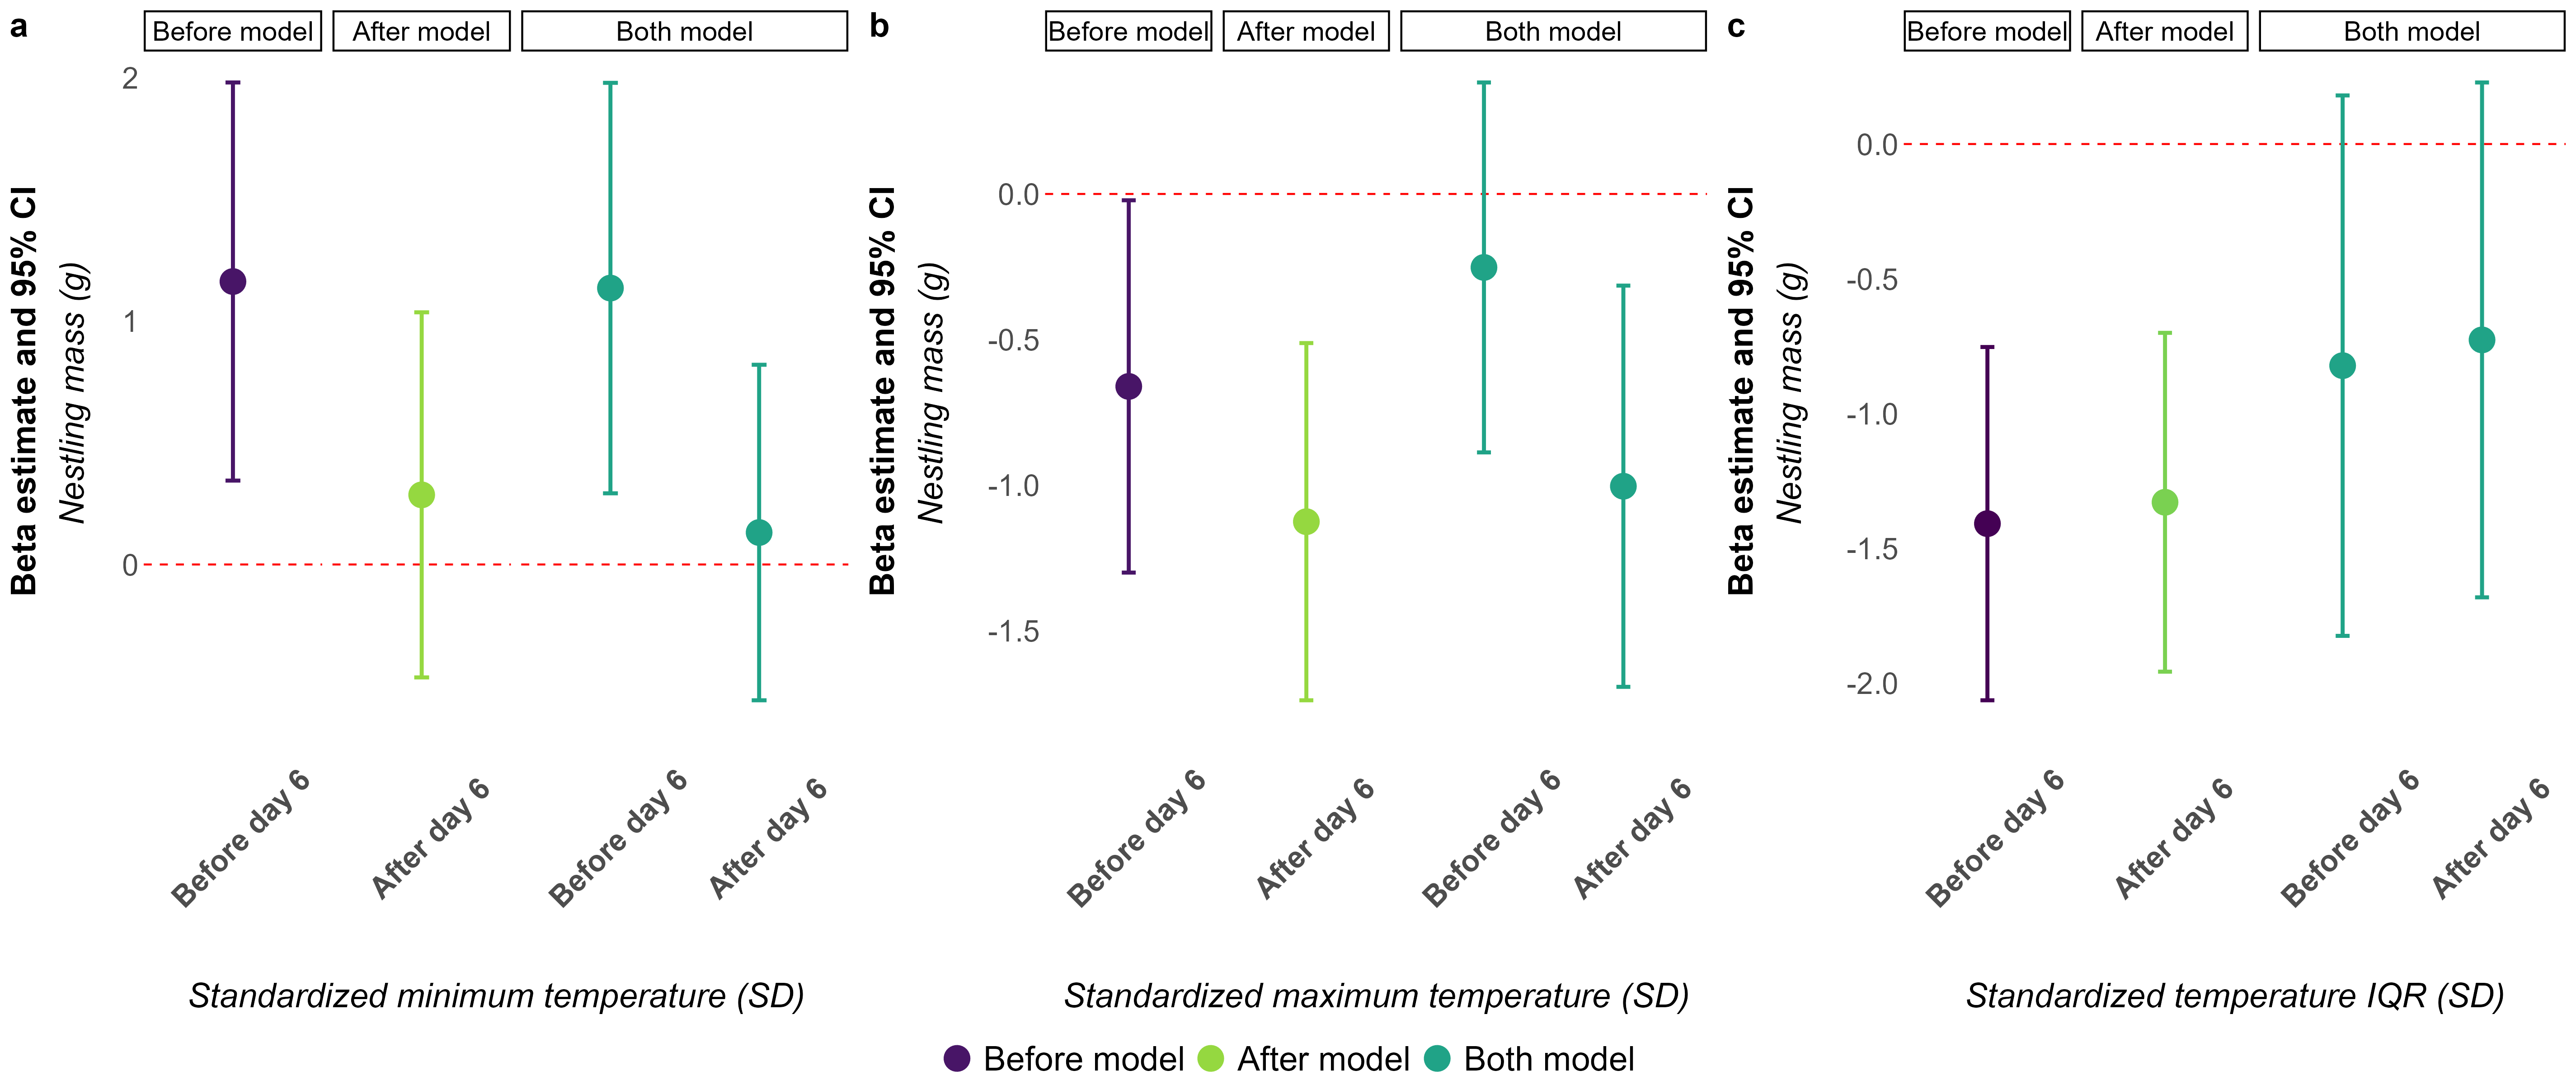 a
Before model
After model
Both model
Beta estimate and 95% CI
Nestling mass (g)
2
1
0
Before day 6
After day 6
Before day 6
After day 6
Standardized minimum temperature (SD)
b
Before model
After model
Both model
Beta estimate and 95% CI
Nestling mass (g)
0.0
-0.5
-1.0
-1.5
Before day 6
After day 6
Before day 6
After day 6
Standardized maximum temperature (SD)
c
Before model
After model
Both model
Beta estimate and 95% CI
Nestling mass (g)
0.0
-0.5
-1.0
-1.5
-2.0
Before day 6
After day 6
Before day 6
After day 6
Standardized temperature IQR (SD)
Before model After model Both model